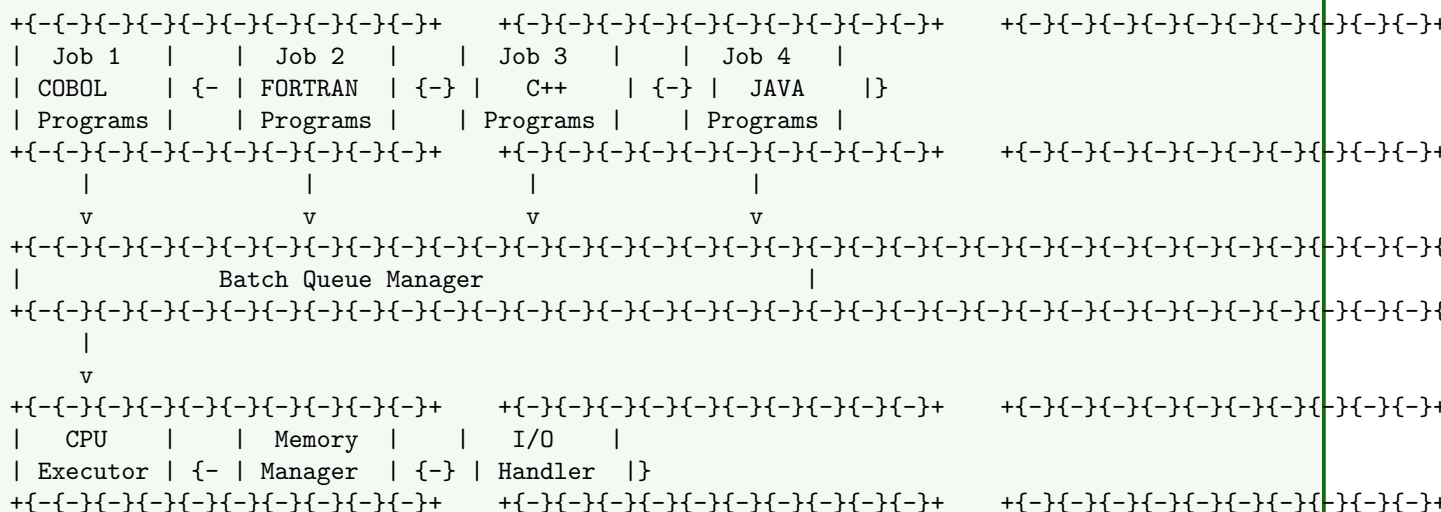 +{-{-}{-}{-}{-}{-}{-}{-}{-}+    +{-}{-}{-}{-}{-}{-}{-}{-}{-}+    +{-}{-}{-}{-}{-}{-}{-}{-}{-}+
|  Job 1   |    |  Job 2   |    |  Job 3   |    |  Job 4   |
| COBOL    | {- | FORTRAN  | {-} |   C++    | {-} |  JAVA    |}
| Programs |    | Programs |    | Programs |    | Programs |
+{-{-}{-}{-}{-}{-}{-}{-}{-}+    +{-}{-}{-}{-}{-}{-}{-}{-}{-}+    +{-}{-}{-}{-}{-}{-}{-}{-}{-}+
|               |               |               |
v               v               v               v
+{-{-}{-}{-}{-}{-}{-}{-}{-}{-}{-}{-}{-}{-}{-}{-}{-}{-}{-}{-}{-}{-}{-}{-}{-}{-}{-}{-}{-}{-}{-}{
|              Batch Queue Manager                       |
+{-{-}{-}{-}{-}{-}{-}{-}{-}{-}{-}{-}{-}{-}{-}{-}{-}{-}{-}{-}{-}{-}{-}{-}{-}{-}{-}{-}{-}{-}{-}{
|
v
+{-{-}{-}{-}{-}{-}{-}{-}{-}+    +{-}{-}{-}{-}{-}{-}{-}{-}{-}+    +{-}{-}{-}{-}{-}{-}{-}{-}{-}+
|   CPU    |    |  Memory  |    |   I/O    |
| Executor | {- | Manager  | {-} | Handler  |}
+{-{-}{-}{-}{-}{-}{-}{-}{-}+    +{-}{-}{-}{-}{-}{-}{-}{-}{-}+    +{-}{-}{-}{-}{-}{-}{-}{-}{-}+